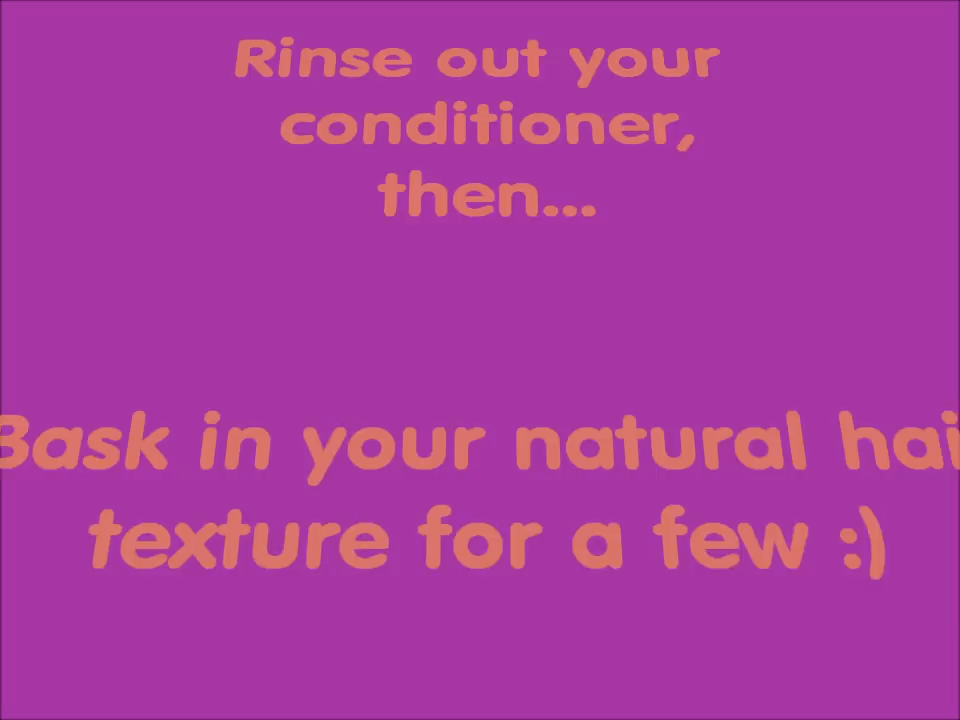 Rinse out your
conditioner,
then...
Bask in your natural hai
texture for a few :)